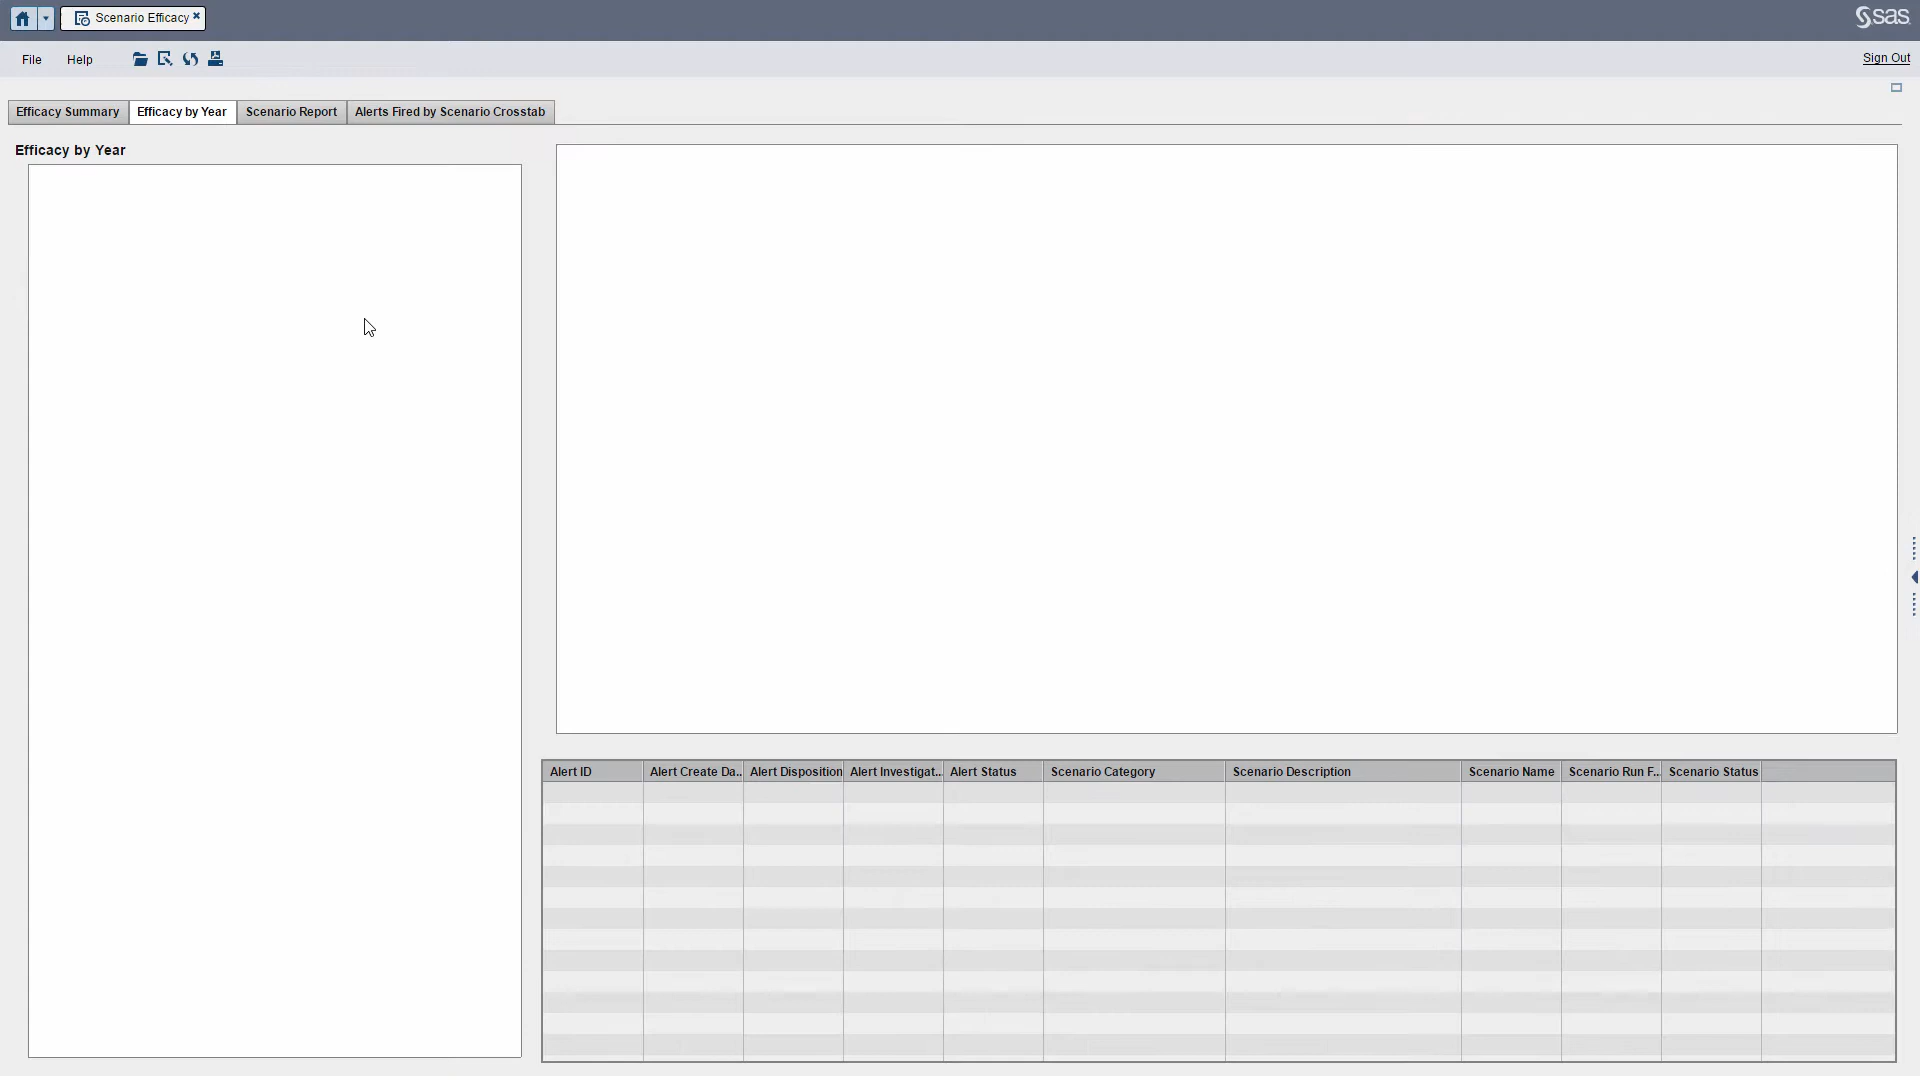 Scenario Efficacy
sas
File Help
Sign Out
Efficacy Summary Efficacy by Year Scenario Report Alerts Fired by Scenario Crosstab
Efficacy by Year
Alert ID Alert Create Da... Alert Disposition Alert Investigat... Alert Status Scenario Category Scenario Description Scenario Name Scenario Run F... Scenario Status